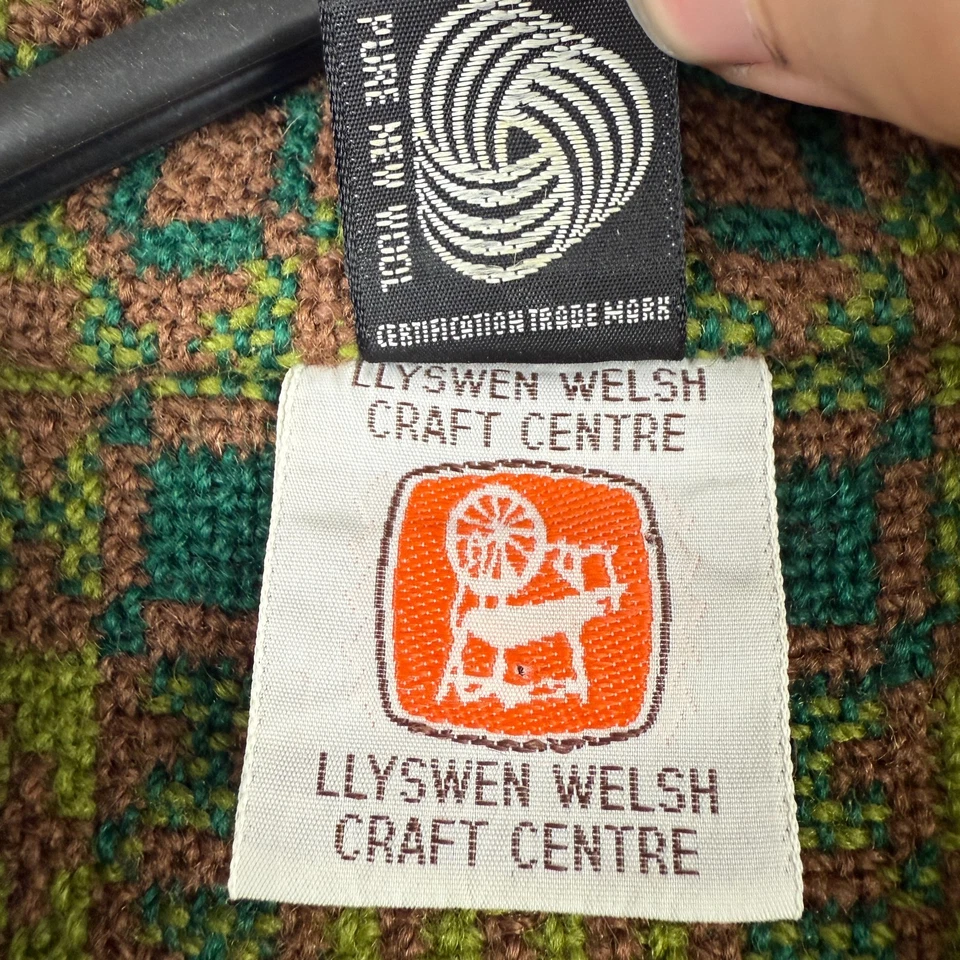 PURE NEW WOOL
CERTIFICATION TRADE MARK
LLYSWEN WELSH
CRAFT CENTRE
LLYSWEN WELSH
CRAFT CENTRE